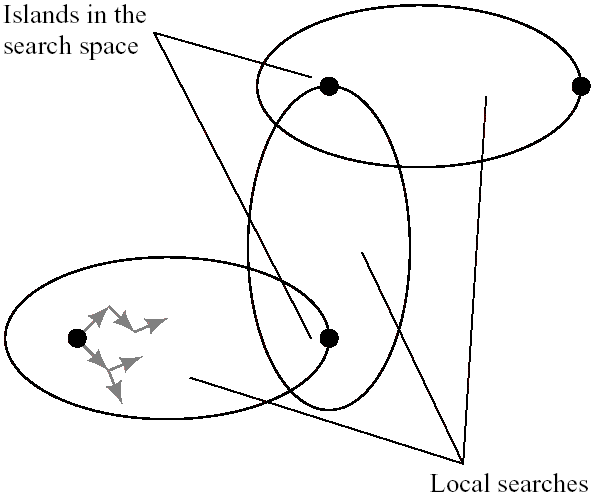 Islands in the
search space
Local searches